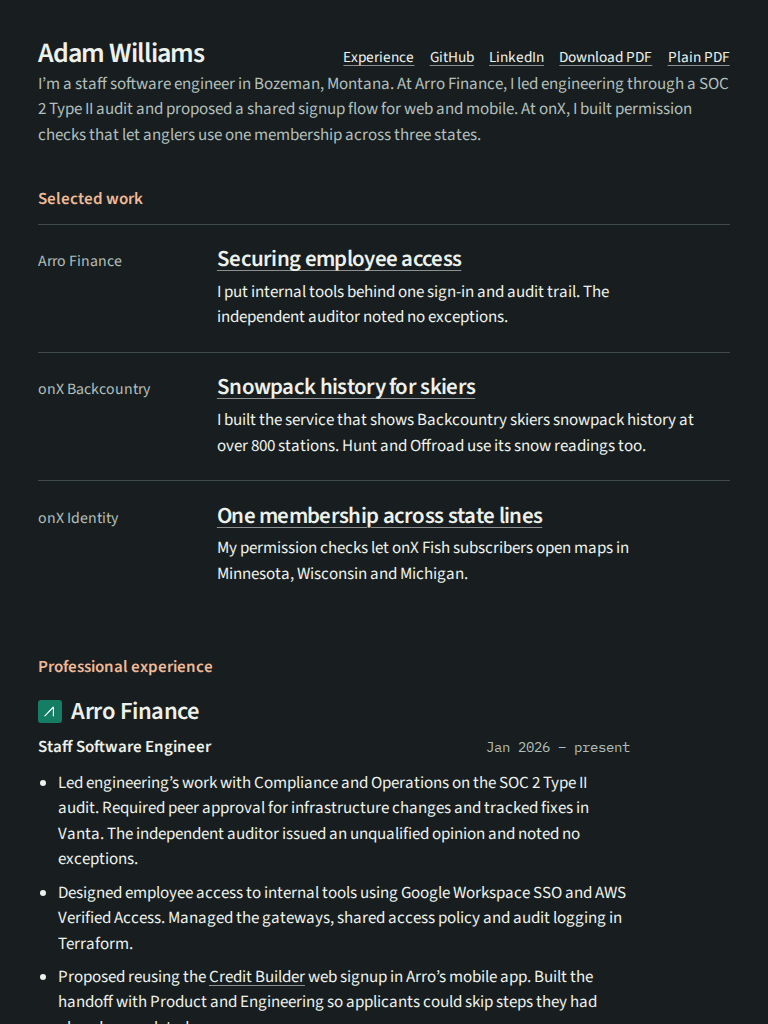 Adam Williams
Experience GitHub LinkedIn Download PDF Plain PDF
I’m a staff software engineer in Bozeman, Montana. At Arro Finance, I led engineering through a SOC
2 Type II audit and proposed a shared signup flow for web and mobile. At onX, I built permission
checks that let anglers use one membership across three states.
Selected work
Arro Finance
Securing employee access
I put internal tools behind one sign-in and audit trail. The
independent auditor noted no exceptions.
onX Backcountry
Snowpack history for skiers
I built the service that shows Backcountry skiers snowpack history at
over 800 stations. Hunt and Offroad use its snow readings too.
onX Identity
One membership across state lines
My permission checks let onX Fish subscribers open maps in
Minnesota, Wisconsin and Michigan.
Professional experience
Arro Finance
Staff Software Engineer
Jan 2026 – present
• Led engineering’s work with Compliance and Operations on the SOC 2 Type II
audit. Required peer approval for infrastructure changes and tracked fixes in
Vanta. The independent auditor issued an unqualified opinion and noted no
exceptions.
• Designed employee access to internal tools using Google Workspace SSO and AWS
Verified Access. Managed the gateways, shared access policy and audit logging in
Terraform.
• Proposed reusing the Credit Builder web signup in Arro’s mobile app. Built the
handoff with Product and Engineering so applicants could skip steps they had